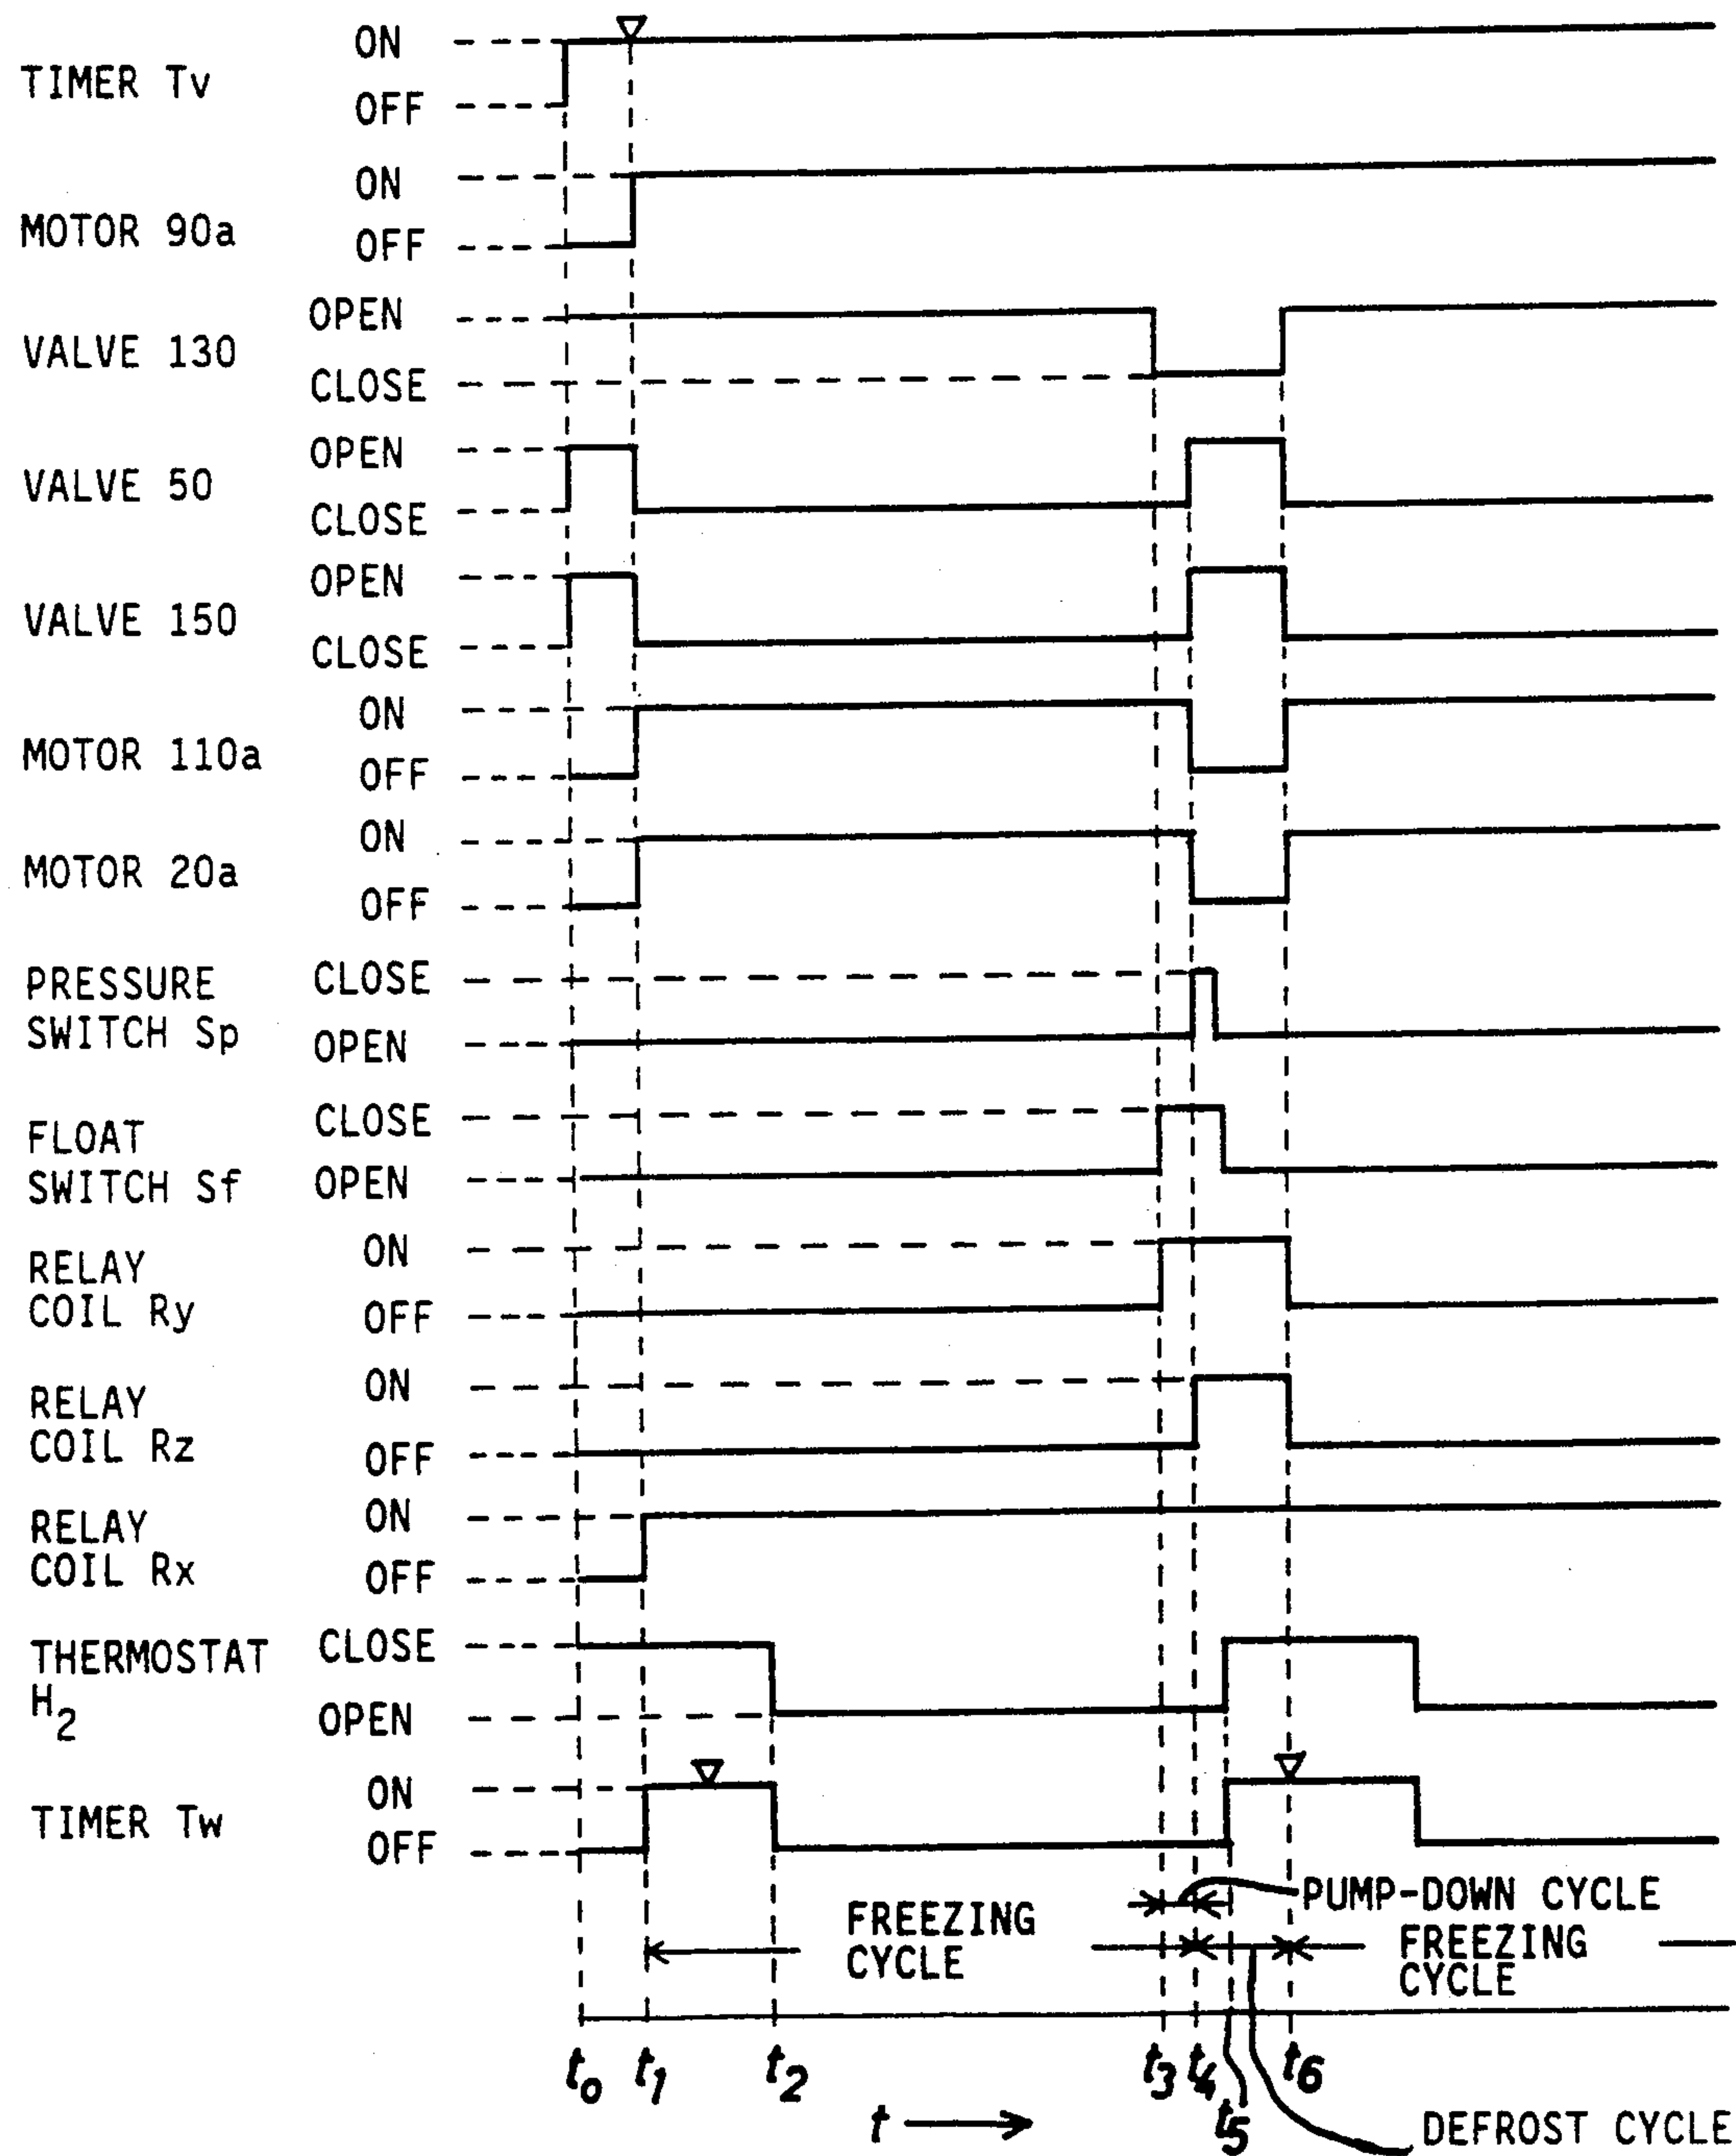 ON
TIMER Tv
OFF
ON
MOTOR 90a
OFF
OPEN
VALVE 130
CLOSE
OPEN
VALVE 50
CLOSE
OPEN
VALVE 150
CLOSE
ON
MOTOR 110a
OFF
ON
MOTOR 20a
OFF
PRESSURE CLOSE
SWITCH Sp OPEN
FLOAT CLOSE
SWITCH Sf OPEN
RELAY ON
COIL Ry OFF
RELAY ON
COIL Rz OFF
RELAY ON
COIL Rx OFF
THERMOSTAT CLOSE
H2 OPEN
ON
TIMER Tw
OFF
PUMP-DOWN CYCLE
FREEZING
CYCLE
FREEZING
CYCLE
t0 t1 t2 t3 t4 t6
t t5
DEFROST CYCLE